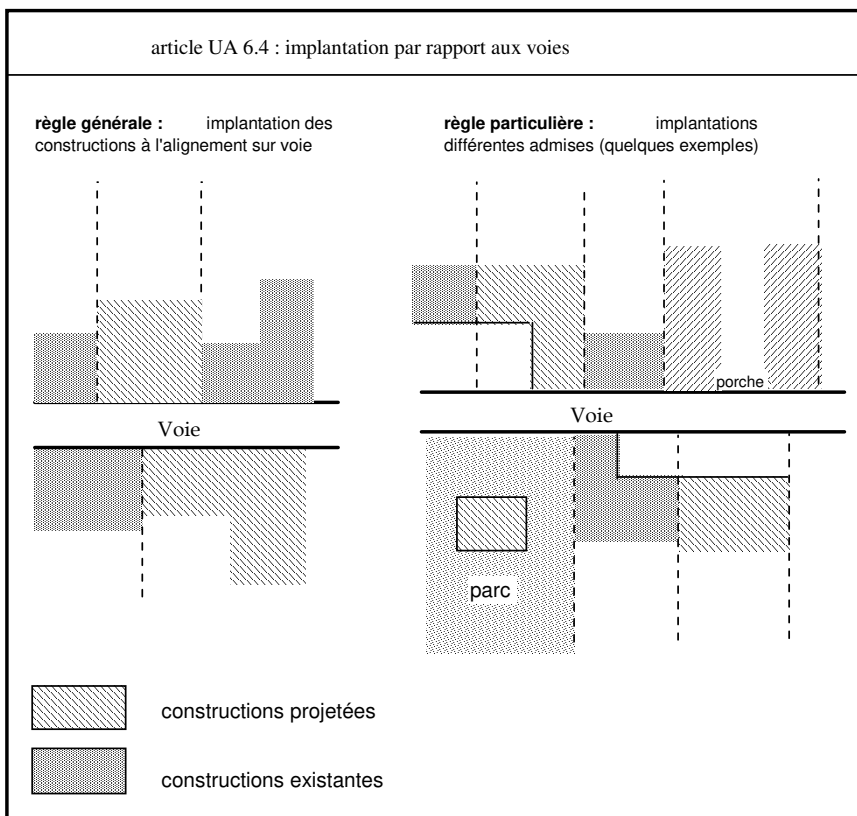 article UA 6.4 : implantation par rapport aux voies
règle générale : implantation des
constructions à l'alignement sur voie
règle particulière : implantations
différentes admises (quelques exemples)
porche
Voie
Voie
parc
constructions projetées
constructions existantes